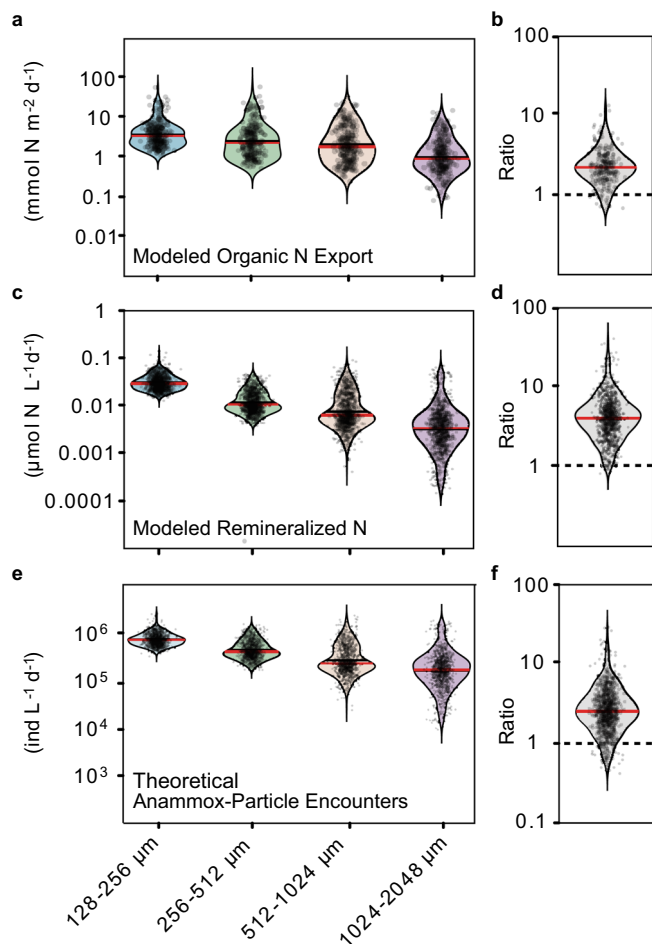 a
b
(mmol N m-2 d-1)
100
10
1
0.1
0.01
Modeled Organic N Export
Ratio
100
10
1
c
d
(μmol N L-1d-1)
1
0.1
0.01
0.001
0.0001
Modeled Remineralized N
Ratio
100
10
1
e
f
(ind L-1 d-1)
10⁶
10⁵
10⁴
10³
Theoretical
Anammox-Particle Encounters
Ratio
100
10
1
0.1
128-256 μm
256-512 μm
512-1024 μm
1024-2048 μm